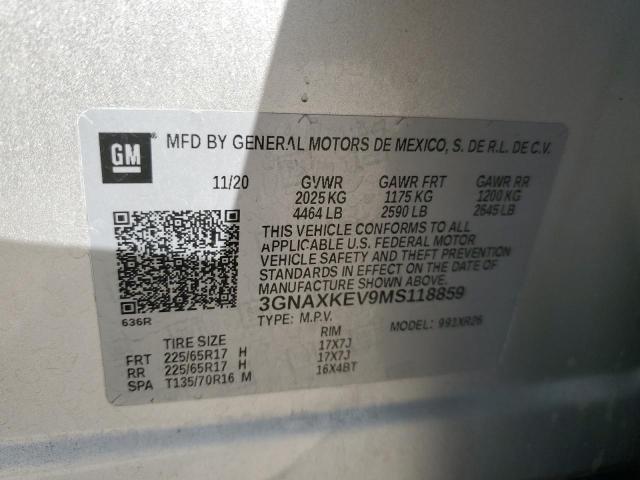 GM ® MFD BY GENERAL MOTORS DE MEXICO, S. DE R.L. DE C.V.
11/20 GVWR GAWR FRT GAWR RR
2025 KG 1175 KG 1200 KG
4464 LB 2590 LB 2645 LB
THIS VEHICLE CONFORMS TO ALL
APPLICABLE U.S. FEDERAL MOTOR
VEHICLE SAFETY AND THEFT PREVENTION
STANDARDS IN EFFECT ON THE DATE OF
MANUFACTURE SHOWN ABOVE.
3GNAXKEV9MS118859
636R TYPE: M.P.V. MODEL: 991XR26
TIRE SIZE RIM
FRT 225/65R17 H 17X7J
RR 225/65R17 H 17X7J
SPA T135/70R16 M 16X4BT